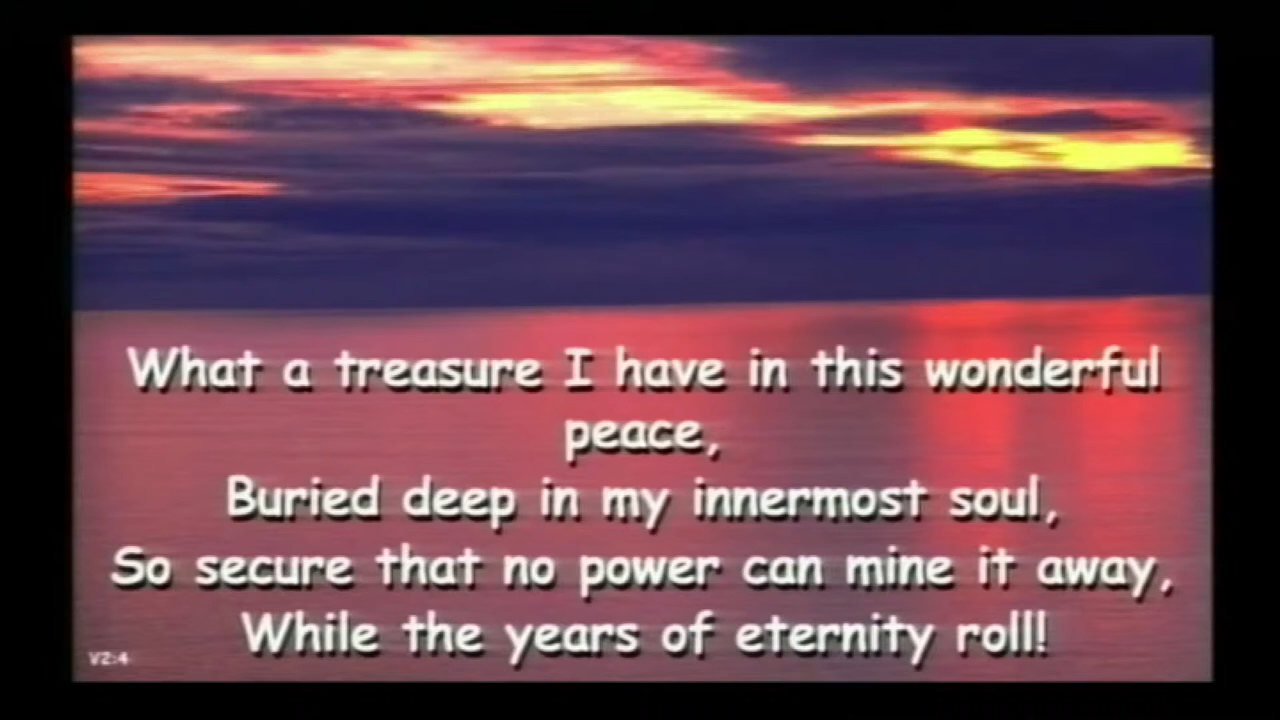 What a treasure I have in this wonderful
peace,
Buried deep in my innermost soul,
So secure that no power can mine it away,
While the years of eternity roll!
V2:4